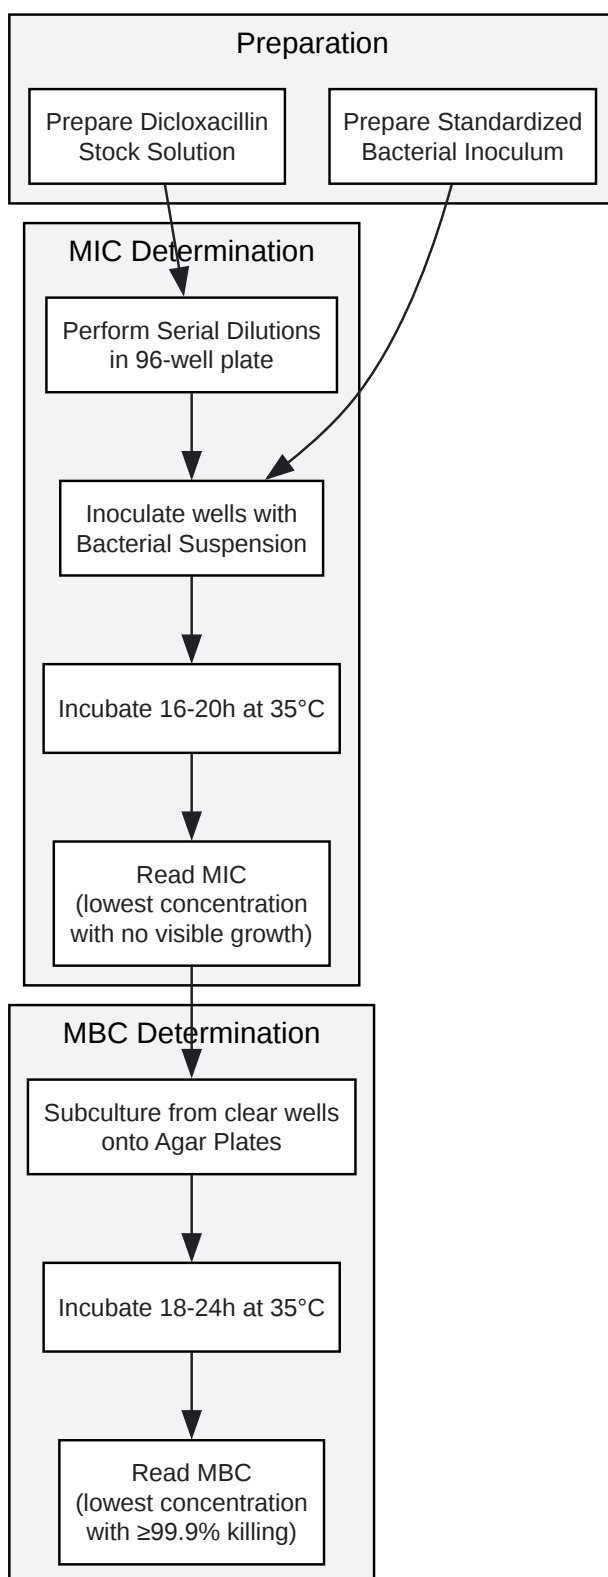 Preparation
Prepare Dicloxacillin
Stock Solution
Prepare Standardized
Bacterial Inoculum
MIC Determination
Perform Serial Dilutions
in 96-well plate
Inoculate wells with
Bacterial Suspension
Incubate 16-20h at 35°C
Read MIC
(lowest concentration
with no visible growth)
MBC Determination
Subculture from clear wells
onto Agar Plates
Incubate 18-24h at 35°C
Read MBC
(lowest concentration
with ≥99.9% killing)